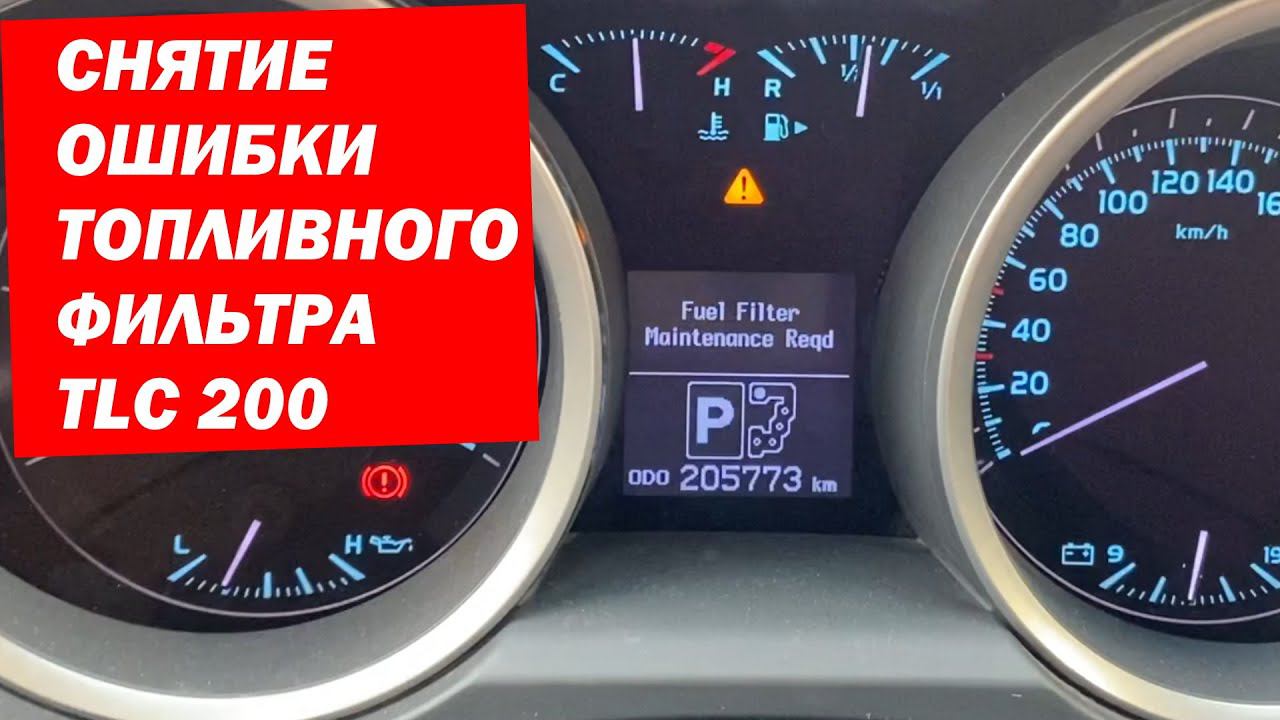 СНЯТИЕ
ОШИБКИ
ТОПЛИВНОГО
ФИЛЬТРА
TLC 200
C H R 1/2 1/1
Fuel Filter
Maintenance Reqd
P
ODO 205773 km
L H
20 40 60 80 100 120 140
km/h
9